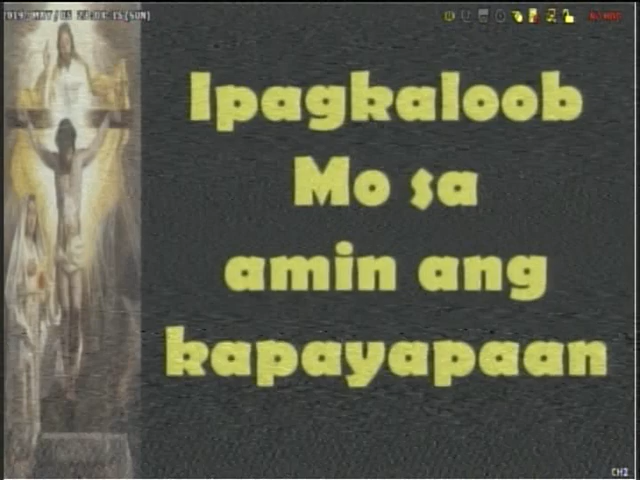 Ipagkaloob
Mo sa
amin ang
kapayapaan
CH2